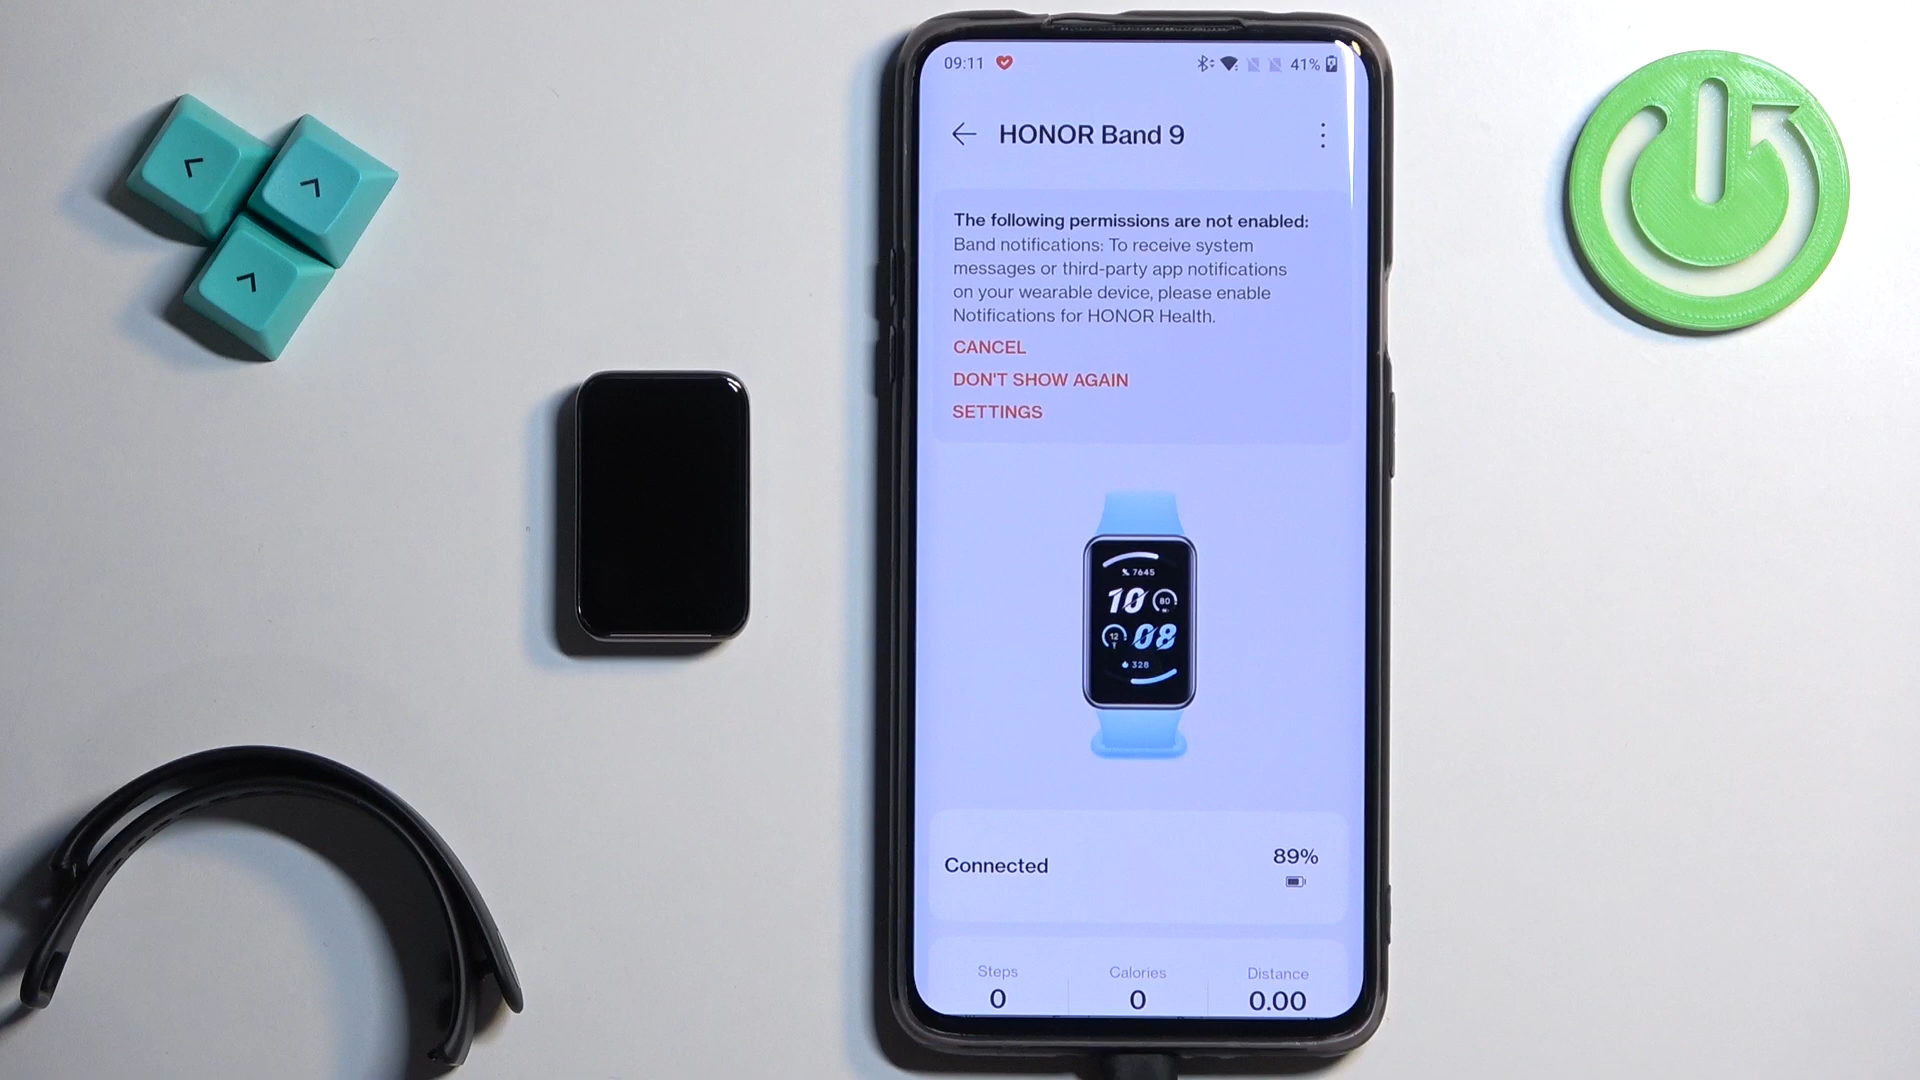 09:11
41%
HONOR Band 9
The following permissions are not enabled:
Band notifications: To receive system
messages or third-party app notifications
on your wearable device, please enable
Notifications for HONOR Health.
CANCEL
DON'T SHOW AGAIN
SETTINGS
7645
10
80
12
08
328
Connected
89%
Steps
Calories
Distance
0
0
0.00